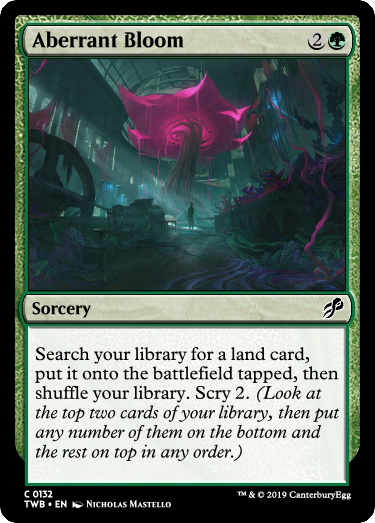 Aberrant Bloom 2
Sorcery
Search your library for a land card,
put it onto the battlefield tapped, then
shuffle your library. Scry 2. (Look at
the top two cards of your library, then put
any number of them on the bottom and
the rest on top in any order.)
C 0132
TWB • EN Nicholas Mastello
™ & © 2019 CanterburyEgg